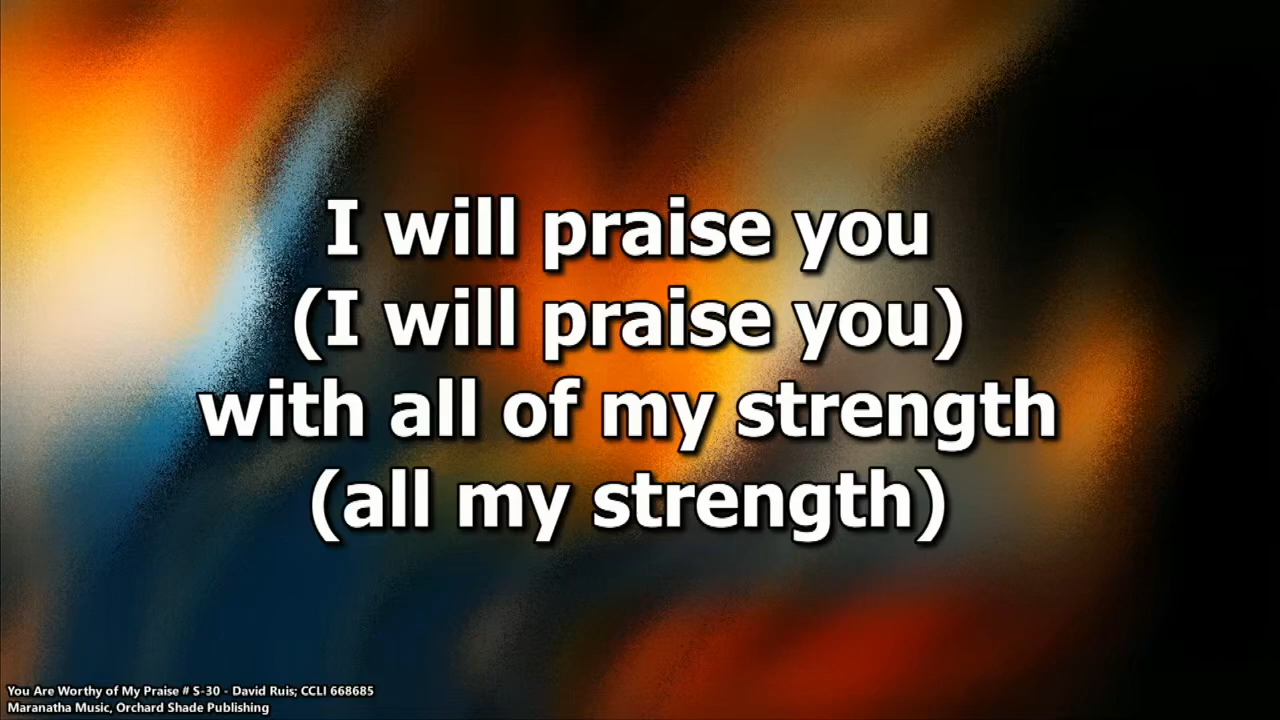 I will praise you
(I will praise you)
with all of my strength
(all my strength)
You Are Worthy of My Praise # S-30 - David Ruis; CCLI 668685
Maranatha Music, Orchard Shade Publishing